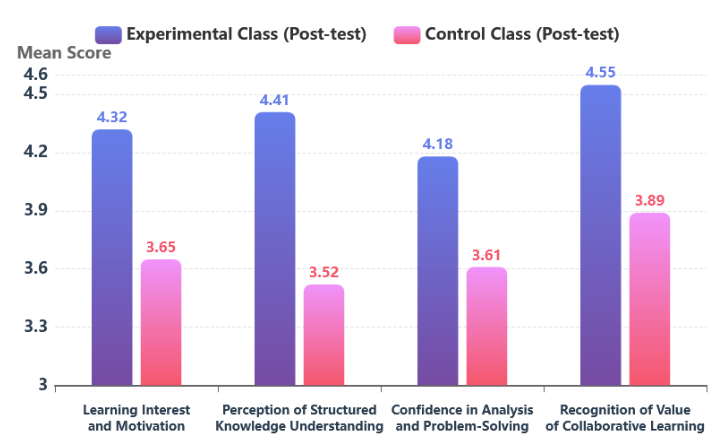 Experimental Class (Post-test) Control Class (Post-test)
Mean Score
4.6
4.5
4.2
3.9
3.6
3.3
3
4.32
3.65
4.41
3.52
4.18
3.61
4.55
3.89
Learning Interest
and Motivation
Perception of Structured
Knowledge Understanding
Confidence in Analysis
and Problem-Solving
Recognition of Value
of Collaborative Learning